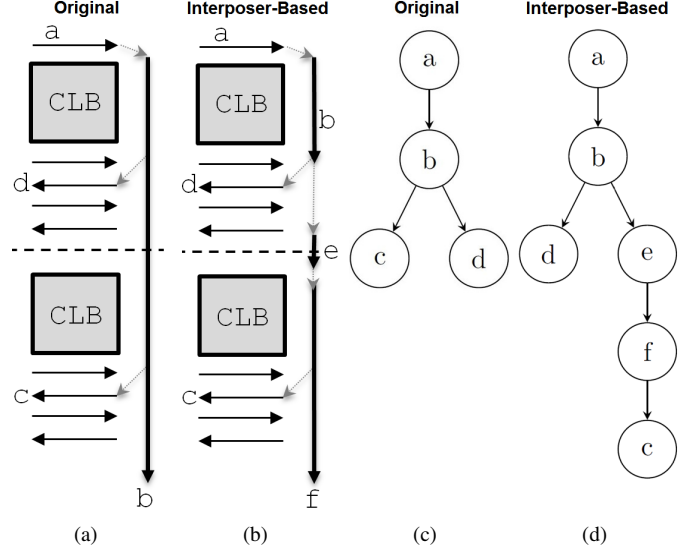 Original
Interposer-Based
Original
Interposer-Based
a
CLB
d
CLB
c
b
a
CLB
b
d
e
CLB
c
f
a
b
c
d
a
b
d
e
f
c
(a)
(b)
(c)
(d)